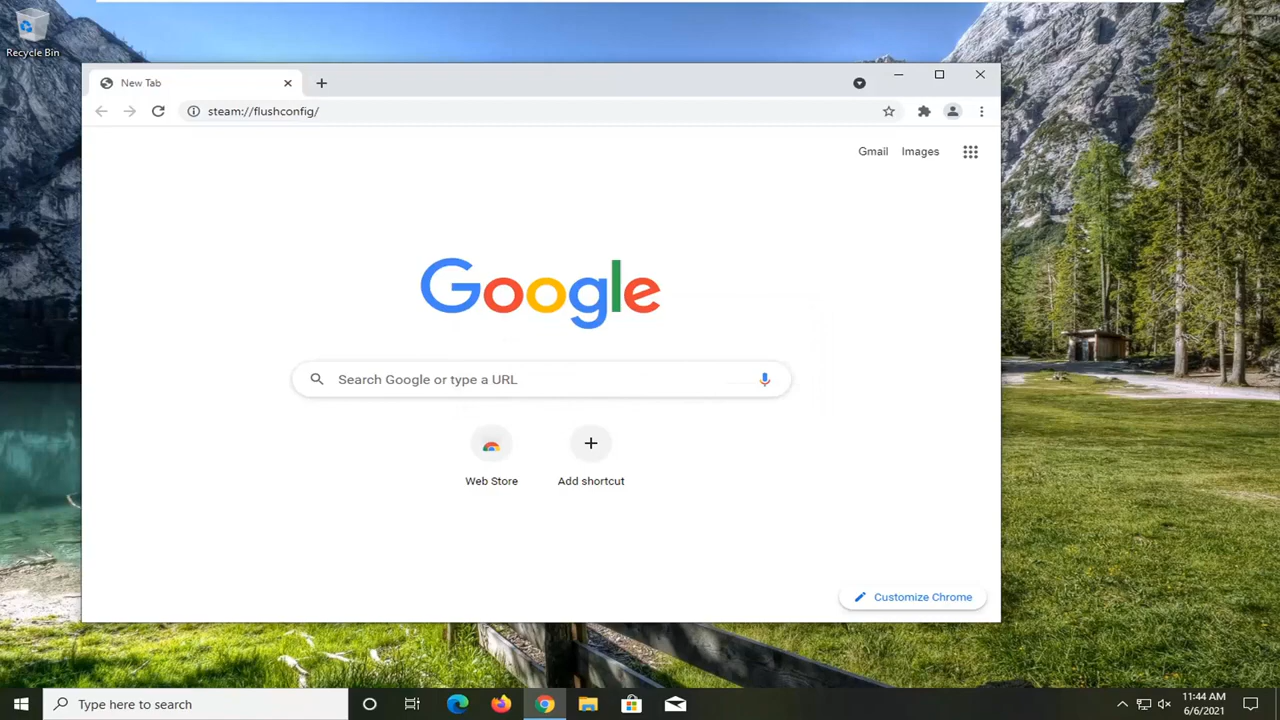 Recycle Bin
New Tab
steam://flushconfig/
Gmail Images
Google
Search Google or type a URL
Web Store
Add shortcut
Customize Chrome
Type here to search
11:44 AM
6/6/2021